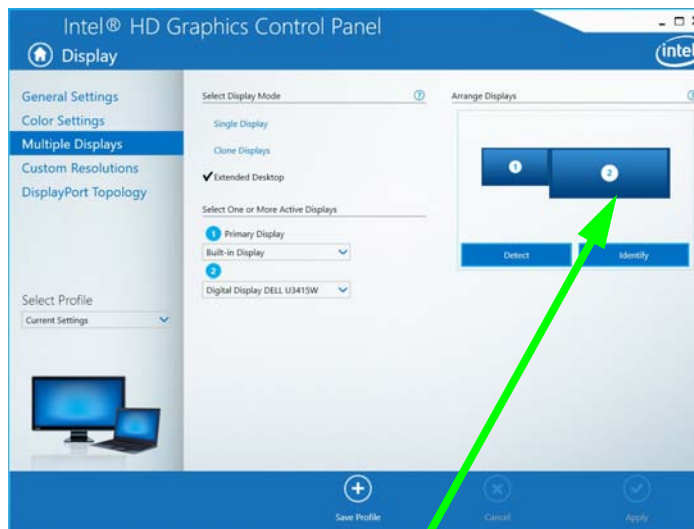 Intel® HD Graphics Control Panel
Display
intel
General Settings
Color Settings
Multiple Displays
Custom Resolutions
DisplayPort Topology
Select Profile
Current Settings
Select Display Mode ?
Single Display
Clone Displays
Extended Desktop
Select One or More Active Displays
1 Primary Display
Built-in Display
2
Digital Display DELL U3415W
Arrange Displays ?
1 2
Detect Identify
Save Profile Cancel Apply